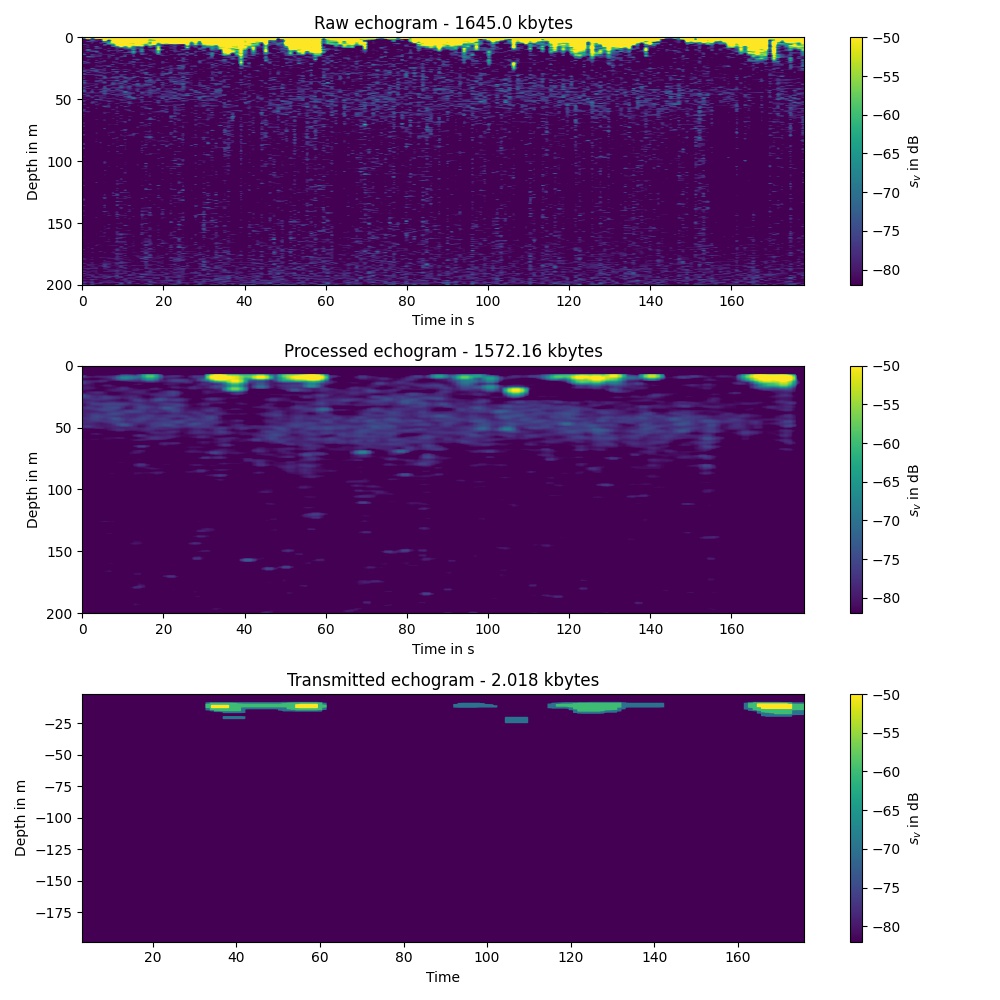 Raw echogram - 1645.0 kbytes
0
50
100
150
200
Depth in m
0 20 40 60 80 100 120 140 160
Time in s
−50
−55
−60
−65
−70
−75
−80
sv in dB
Processed echogram - 1572.16 kbytes
0
50
100
150
200
Depth in m
0 20 40 60 80 100 120 140 160
Time in s
−50
−55
−60
−65
−70
−75
−80
sv in dB
Transmitted echogram - 2.018 kbytes
−25
−50
−75
−100
−125
−150
−175
Depth in m
20 40 60 80 100 120 140 160
Time
−50
−55
−60
−65
−70
−75
−80
sv in dB